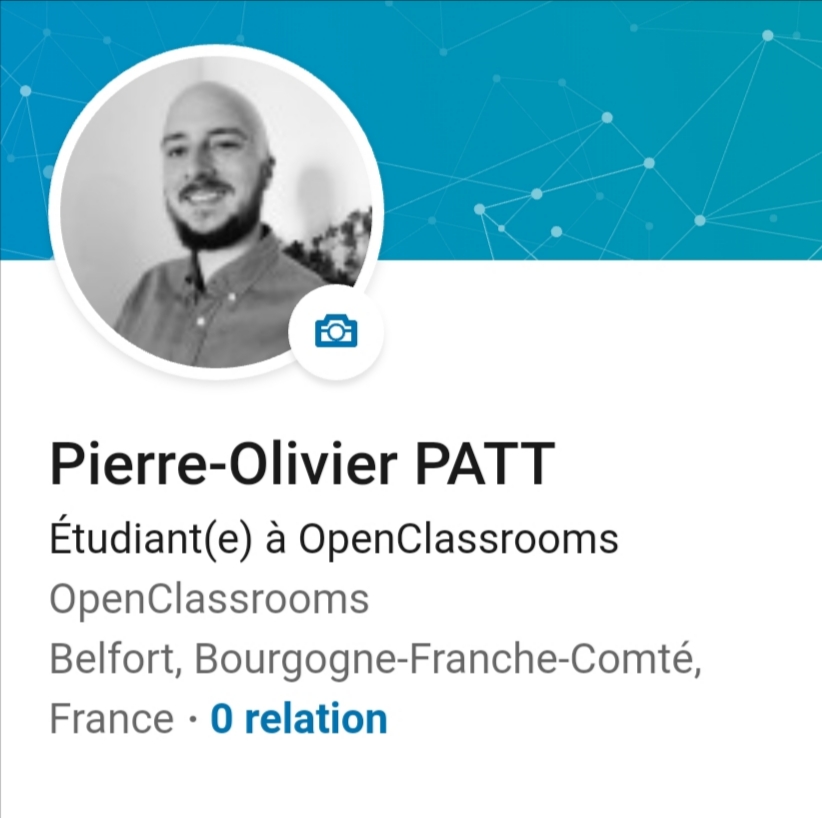 Pierre-Olivier PATT
Étudiant(e) à OpenClassrooms
OpenClassrooms
Belfort, Bourgogne-Franche-Comté,
France · 0 relation